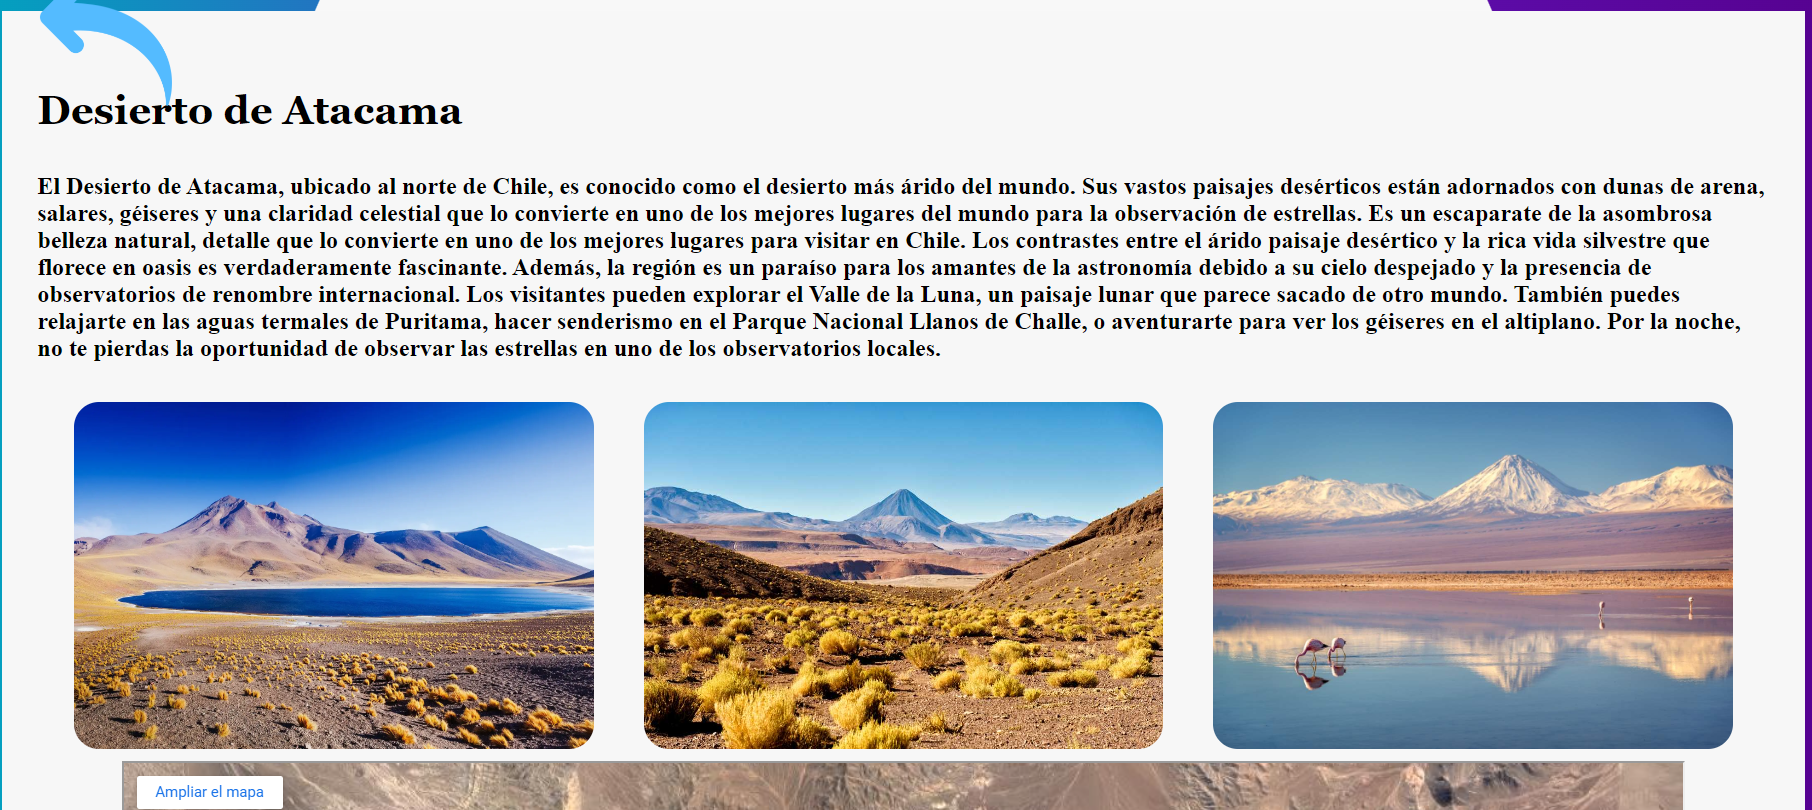 Desierto de Atacama
El Desierto de Atacama, ubicado al norte de Chile, es conocido como el desierto más árido del mundo. Sus vastos paisajes desérticos están adornados con dunas de arena,
salares, géiseres y una claridad celestial que lo convierte en uno de los mejores lugares del mundo para la observación de estrellas. Es un escaparate de la asombrosa
belleza natural, detalle que lo convierte en uno de los mejores lugares para visitar en Chile. Los contrastes entre el árido paisaje desértico y la rica vida silvestre que
florece en oasis es verdaderamente fascinante. Además, la región es un paraíso para los amantes de la astronomía debido a su cielo despejado y la presencia de
observatorios de renombre internacional. Los visitantes pueden explorar el Valle de la Luna, un paisaje lunar que parece sacado de otro mundo. También puedes
relajarte en las aguas termales de Puritama, hacer senderismo en el Parque Nacional Llanos de Challe, o aventurarte para ver los géiseres en el altiplano. Por la noche,
no te pierdas la oportunidad de observar las estrellas en uno de los observatorios locales.
Ampliar el mapa